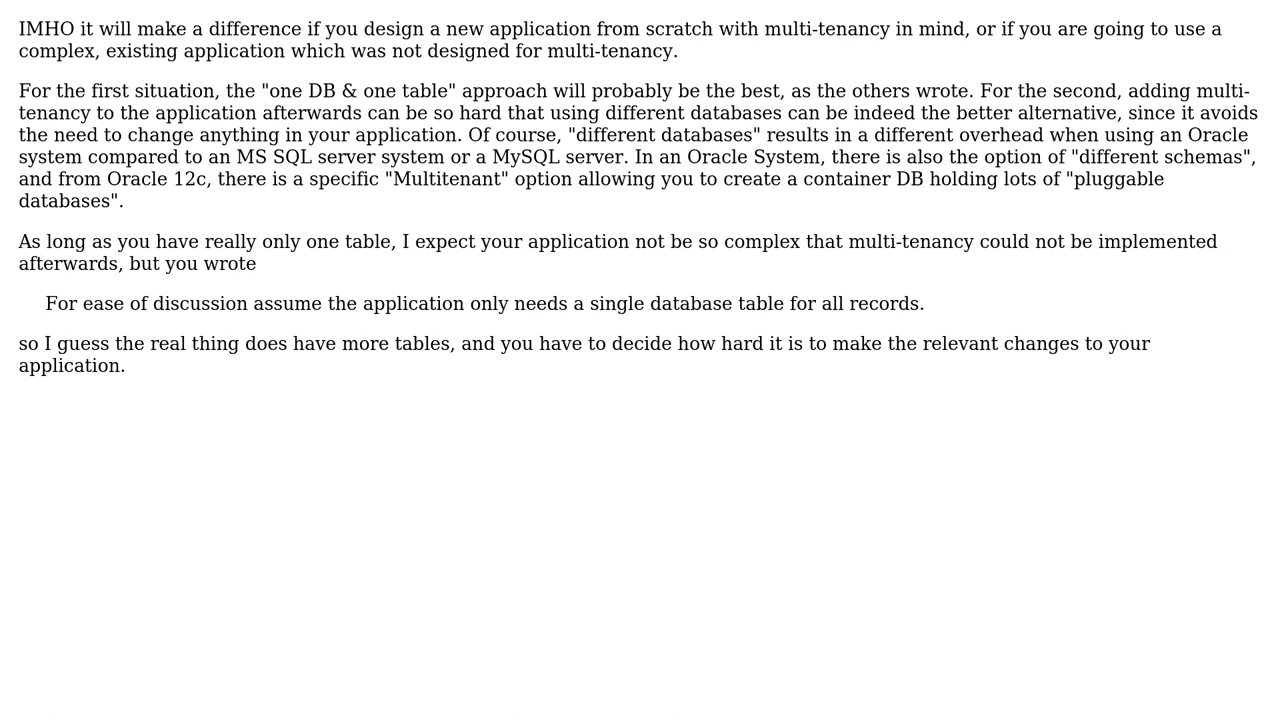 IMHO it will make a difference if you design a new application from scratch with multi-tenancy in mind, or if you are going to use a
complex, existing application which was not designed for multi-tenancy.
For the first situation, the "one DB & one table" approach will probably be the best, as the others wrote. For the second, adding multi-
tenancy to the application afterwards can be so hard that using different databases can be indeed the better alternative, since it avoids
the need to change anything in your application. Of course, "different databases" results in a different overhead when using an Oracle
system compared to an MS SQL server system or a MySQL server. In an Oracle System, there is also the option of "different schemas",
and from Oracle 12c, there is a specific "Multitenant" option allowing you to create a container DB holding lots of "pluggable
databases".
As long as you have really only one table, I expect your application not be so complex that multi-tenancy could not be implemented
afterwards, but you wrote
For ease of discussion assume the application only needs a single database table for all records.
so I guess the real thing does have more tables, and you have to decide how hard it is to make the relevant changes to your
application.